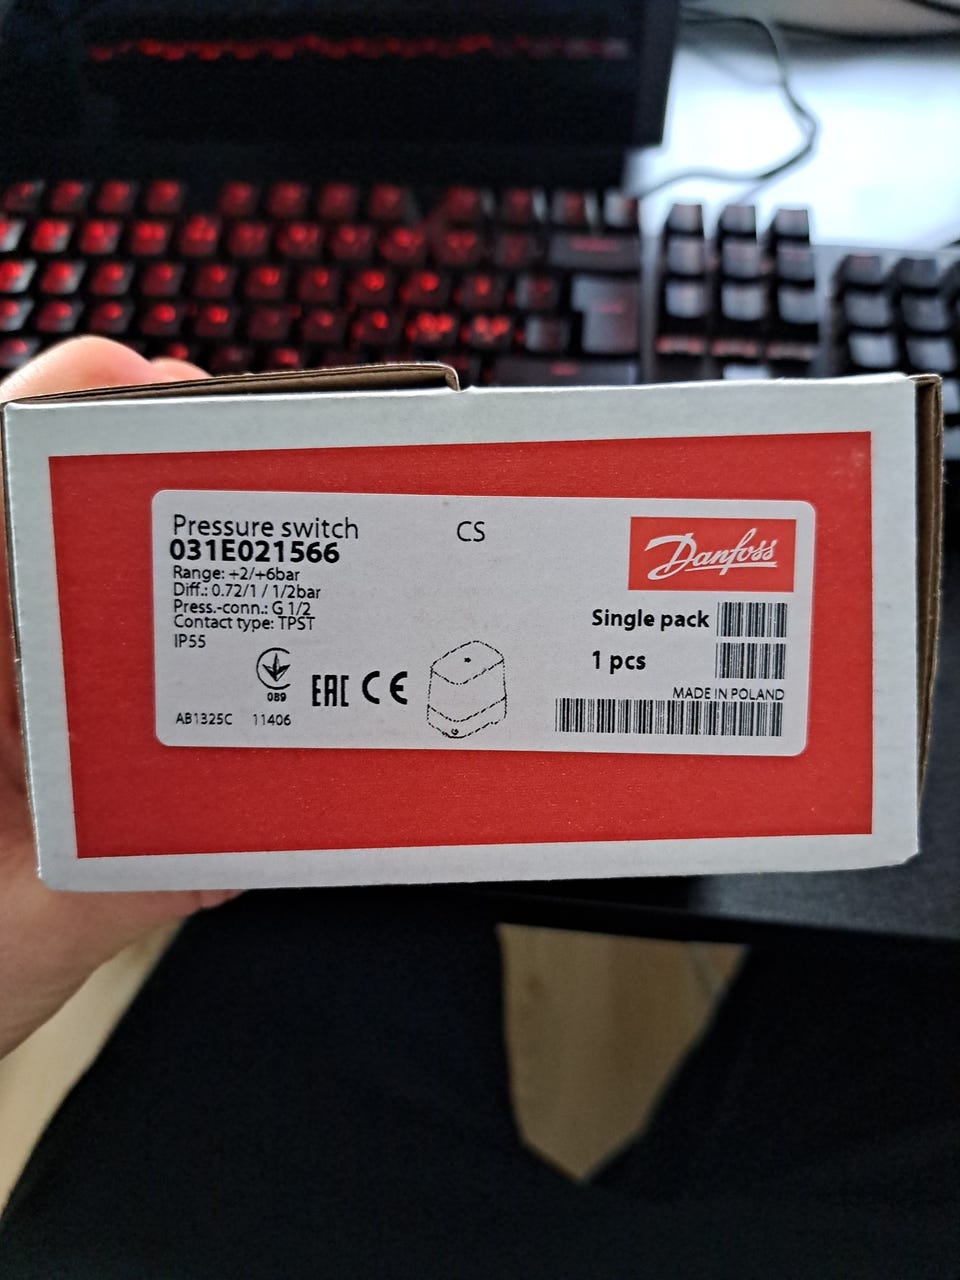 Pressure switch
031E021566
Range: +2/+6bar
Diff.: 0.72/1 / 1/2bar
Press.-conn.: G 1/2
Contact type: TPST
IP55
CS
Danfoss
Single pack
1 pcs
MADE IN POLAND
089
EAC CE
AB1325C 11406